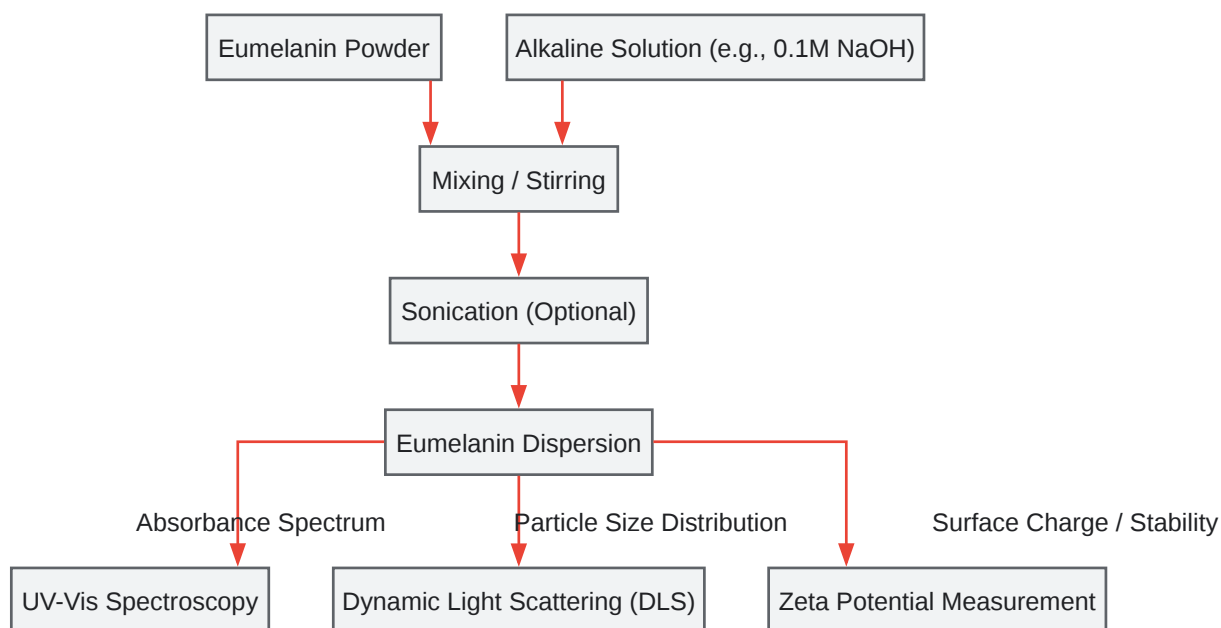 Eumelanin Powder
Alkaline Solution (e.g., 0.1M NaOH)
Mixing / Stirring
Sonication (Optional)
Eumelanin Dispersion
Absorbance Spectrum
Particle Size Distribution
Surface Charge / Stability
UV-Vis Spectroscopy
Dynamic Light Scattering (DLS)
Zeta Potential Measurement